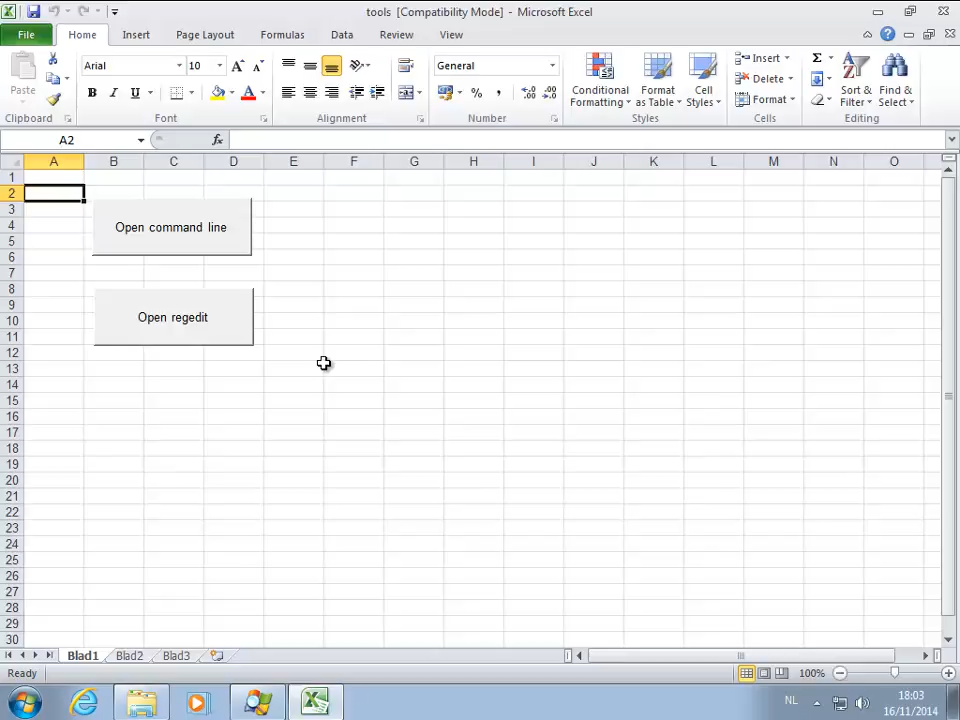 tools [Compatibility Mode] - Microsoft Excel
File Home Insert Page Layout Formulas Data Review View
Paste
Arial 10 A A
General
Conditional Formatting
Format as Table
Cell Styles
Insert
Delete
Format
Σ
Sort & Filter
Find & Select
B I U A
% ,
Clipboard Font Alignment Number Styles Cells Editing
A2 fx
A B C D E F G H I J K L M N O
1
2
3
4
5
6
7
8
9
10
11
12
13
14
15
16
17
18
19
20
21
22
23
24
25
26
27
28
29
30
Open command line
Open regedit
Blad1 Blad2 Blad3
Ready 100%
NL 18:03
16/11/2014